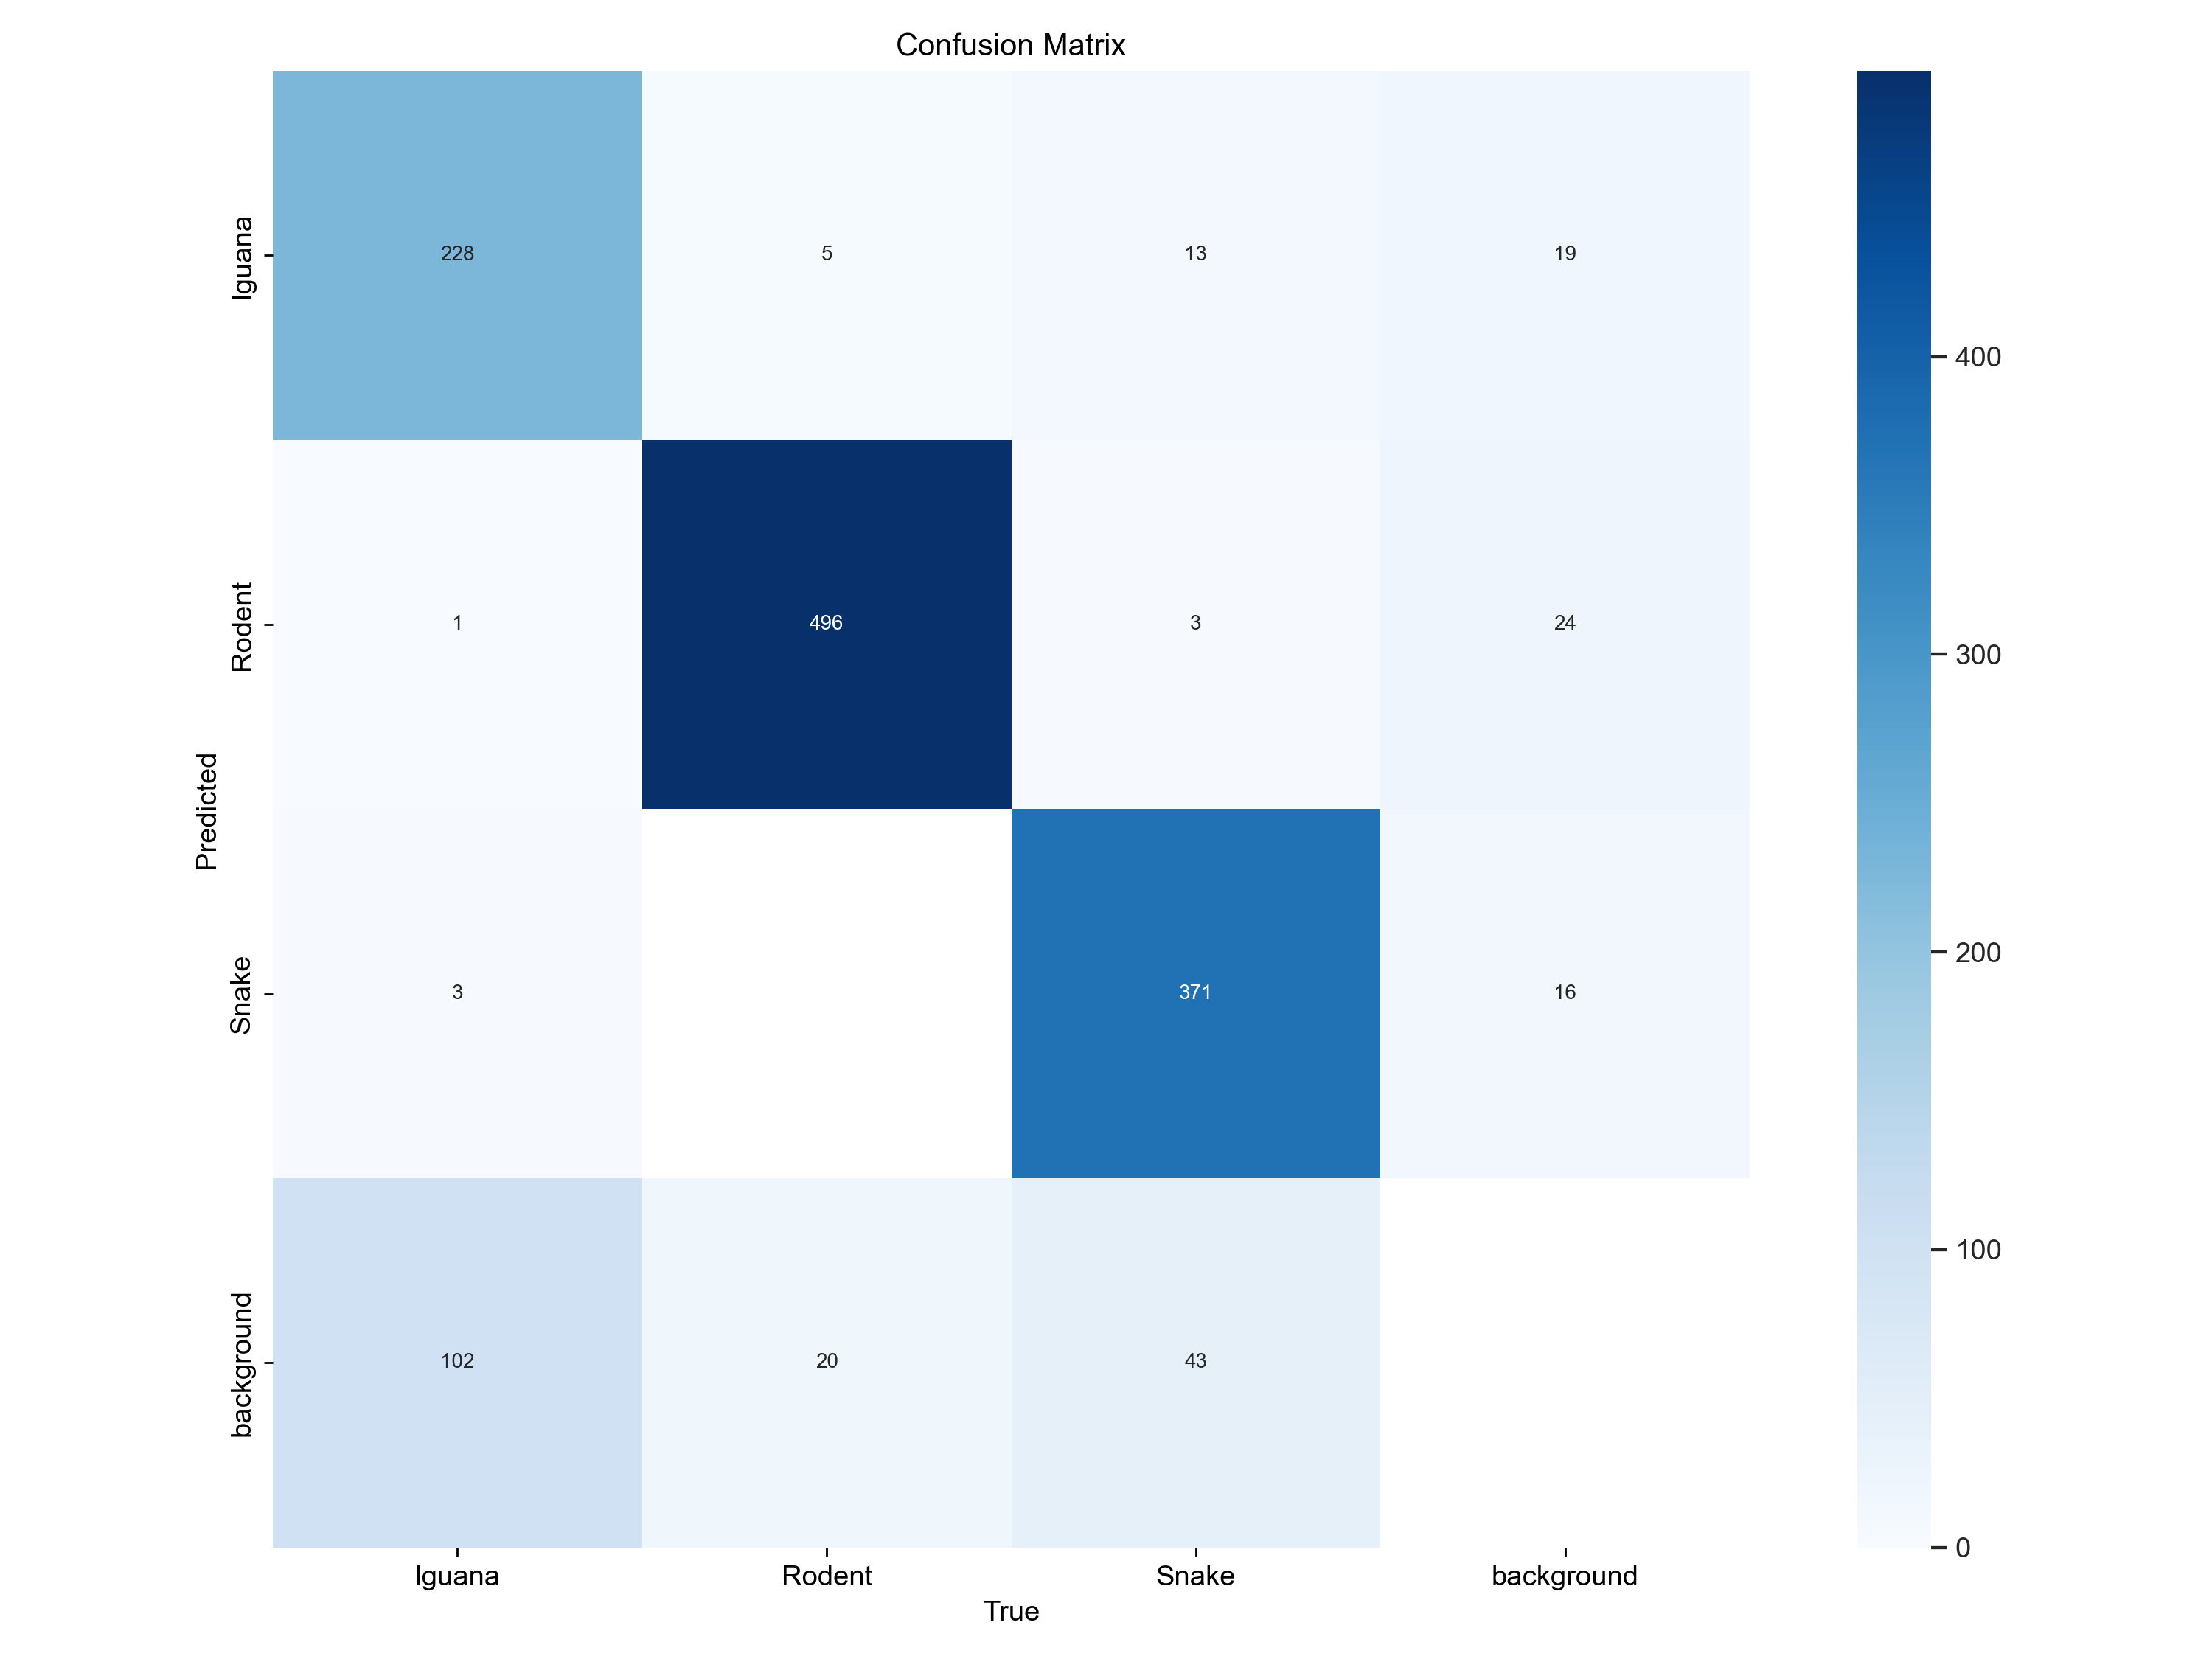 Confusion Matrix
Iguana 228 5 13 19
Rodent 1 496 3 24
Snake 3 371 16
background 102 20 43
Predicted
Iguana Rodent Snake background
True
400
300
200
100
0